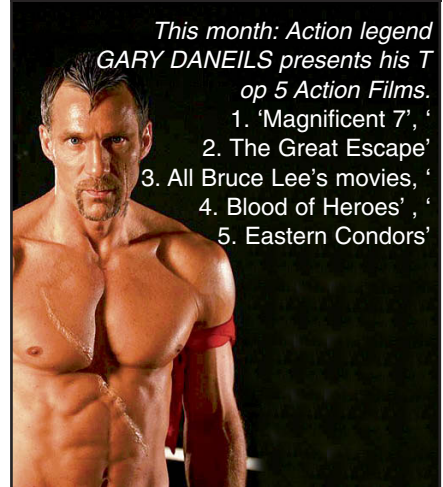 This month: Action legend
GARY DANEILS presents his T
op 5 Action Films.
1. ‘Magnificent 7’, ‘
2. The Great Escape’
3. All Bruce Lee’s movies, ‘
4. Blood of Heroes’ , ‘
5. Eastern Condors’